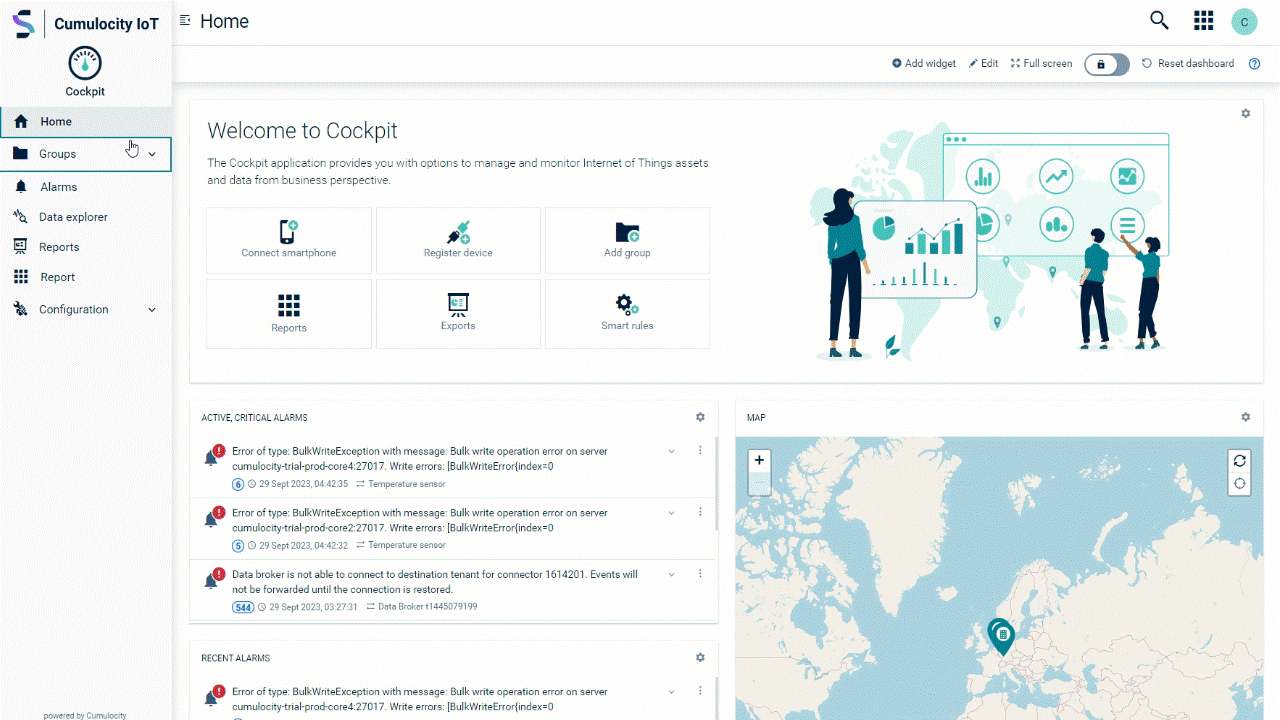 Cumulocity IoT
Cockpit
Home
Groups
Alarms
Data explorer
Reports
Report
Configuration
powered by Cumulocity
Home
C
Add widget
Edit
Full screen
Reset dashboard
Welcome to Cockpit
The Cockpit application provides you with options to manage and monitor Internet of Things assets
and data from business perspective.
Connect smartphone
Register device
Add group
Reports
Exports
Smart rules
ACTIVE, CRITICAL ALARMS
Error of type: BulkWriteException with message: Bulk write operation error on server
cumulocity-trial-prod-core4:27017. Write errors: [BulkWriteError{index=0
6 29 Sept 2023, 04:42:35 Temperature sensor
Error of type: BulkWriteException with message: Bulk write operation error on server
cumulocity-trial-prod-core2:27017. Write errors: [BulkWriteError{index=0
5 29 Sept 2023, 04:42:32 Temperature sensor
Data broker is not able to connect to destination tenant for connector 1614201. Events will
not be forwarded until the connection is restored.
544 29 Sept 2023, 03:27:31 Data Broker t1445079199
RECENT ALARMS
Error of type: BulkWriteException with message: Bulk write operation error on server
cumulocity-trial-prod-core4:27017. Write errors: [BulkWriteError{index=0
MAP
+